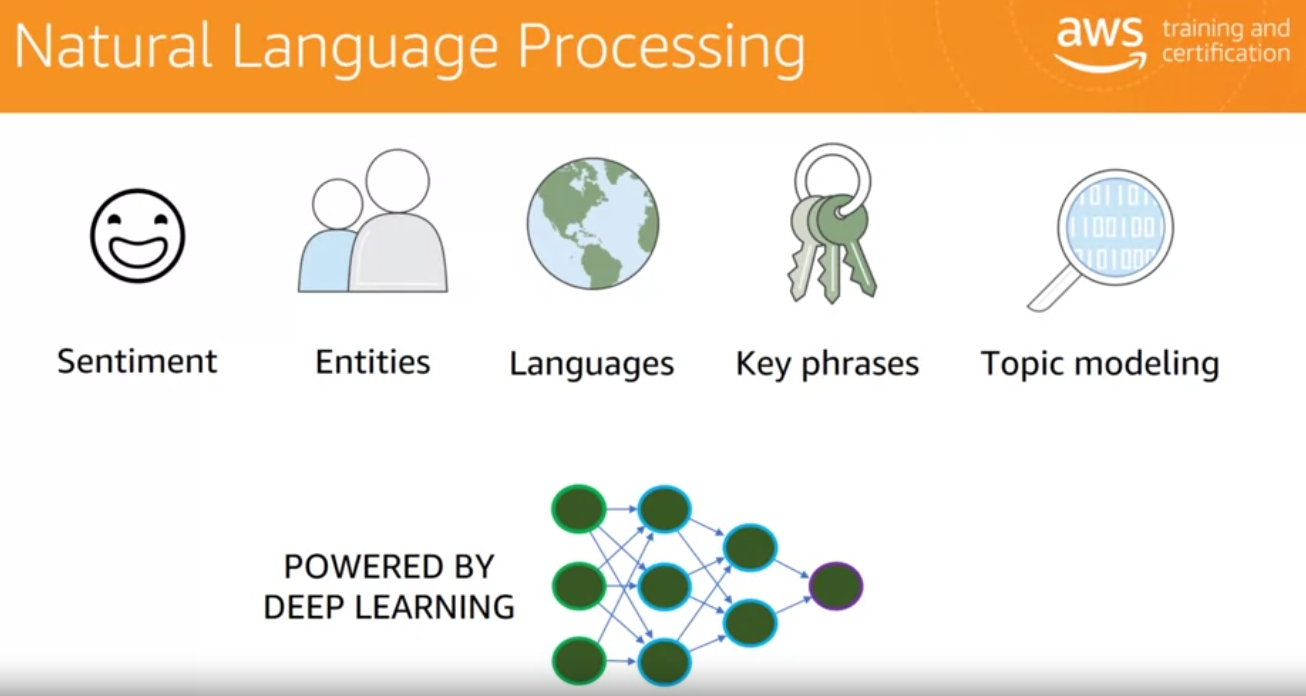 Natural Language Processing
aws training and
certification
Sentiment
Entities
Languages
Key phrases
Topic modeling
POWERED BY
DEEP LEARNING